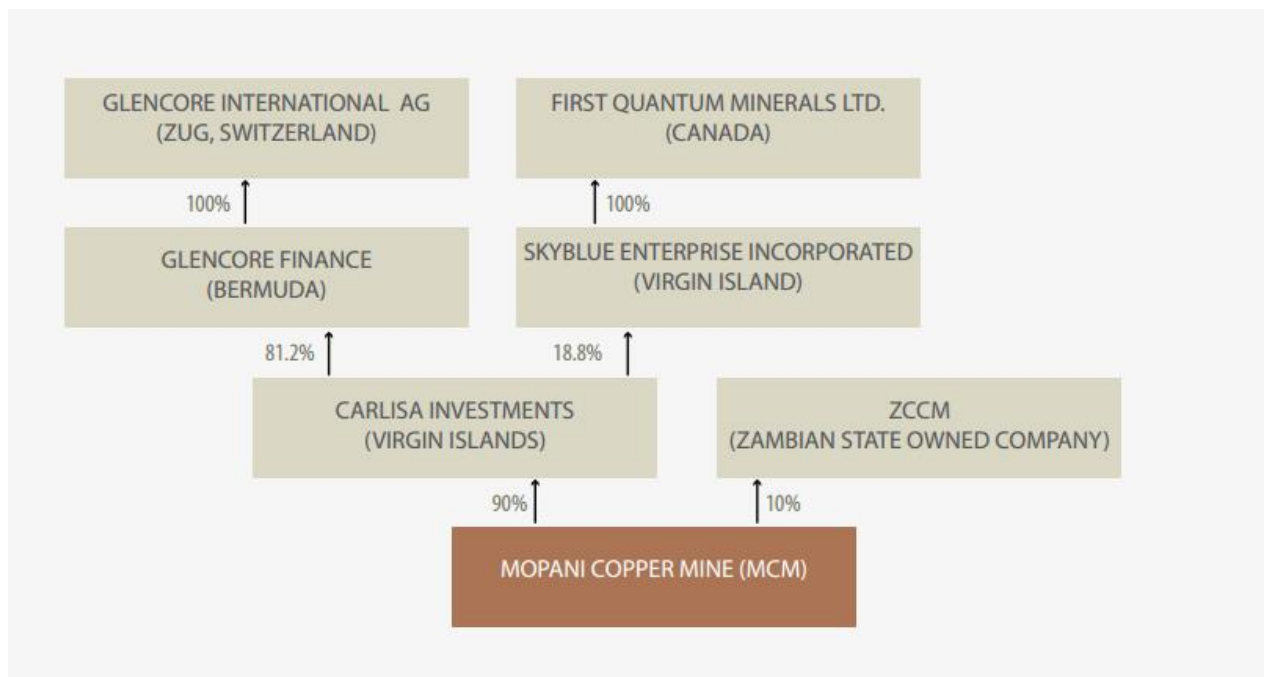 GLENCORE INTERNATIONAL AG
(ZUG, SWITZERLAND)
FIRST QUANTUM MINERALS LTD.
(CANADA)
100%
100%
GLENCORE FINANCE
(BERMUDA)
SKYBLUE ENTERPRISE INCORPORATED
(VIRGIN ISLAND)
81.2%
18.8%
CARLISA INVESTMENTS
(VIRGIN ISLANDS)
ZCCM
(ZAMBIAN STATE OWNED COMPANY)
90%
10%
MOPANI COPPER MINE (MCM)